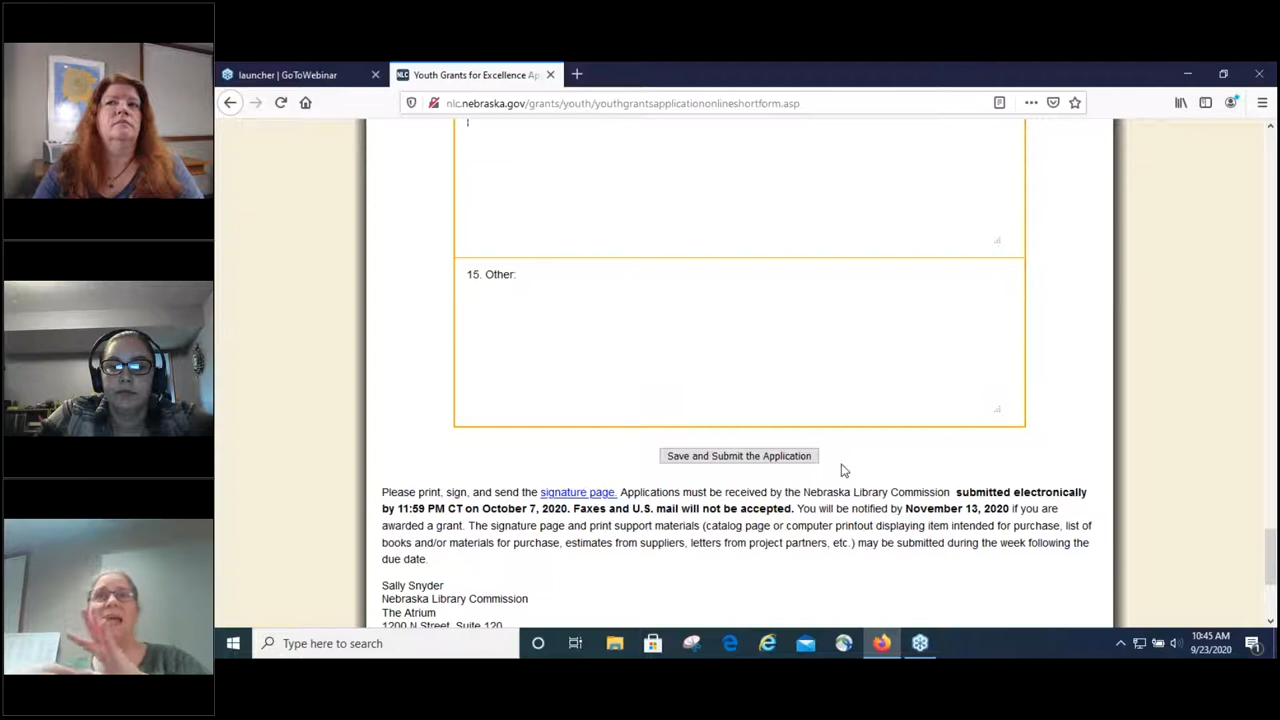 launcher | GoToWebinar
NLC
Youth Grants for Excellence Ap
nlc.nebraska.gov/grants/youth/youthgrantsapplicationonlineshortform.asp
15. Other:
Save and Submit the Application
Please print, sign, and send the signature page. Applications must be received by the Nebraska Library Commission submitted electronically
by 11:59 PM CT on October 7, 2020. Faxes and U.S. mail will not be accepted. You will be notified by November 13, 2020 if you are
awarded a grant. The signature page and print support materials (catalog page or computer printout displaying item intended for purchase, list of
books and/or materials for purchase, estimates from suppliers, letters from project partners, etc.) may be submitted during the week following the
due date.
Sally Snyder
Nebraska Library Commission
The Atrium
1200 N Street, Suite 120
Type here to search
10:45 AM
9/23/2020
1